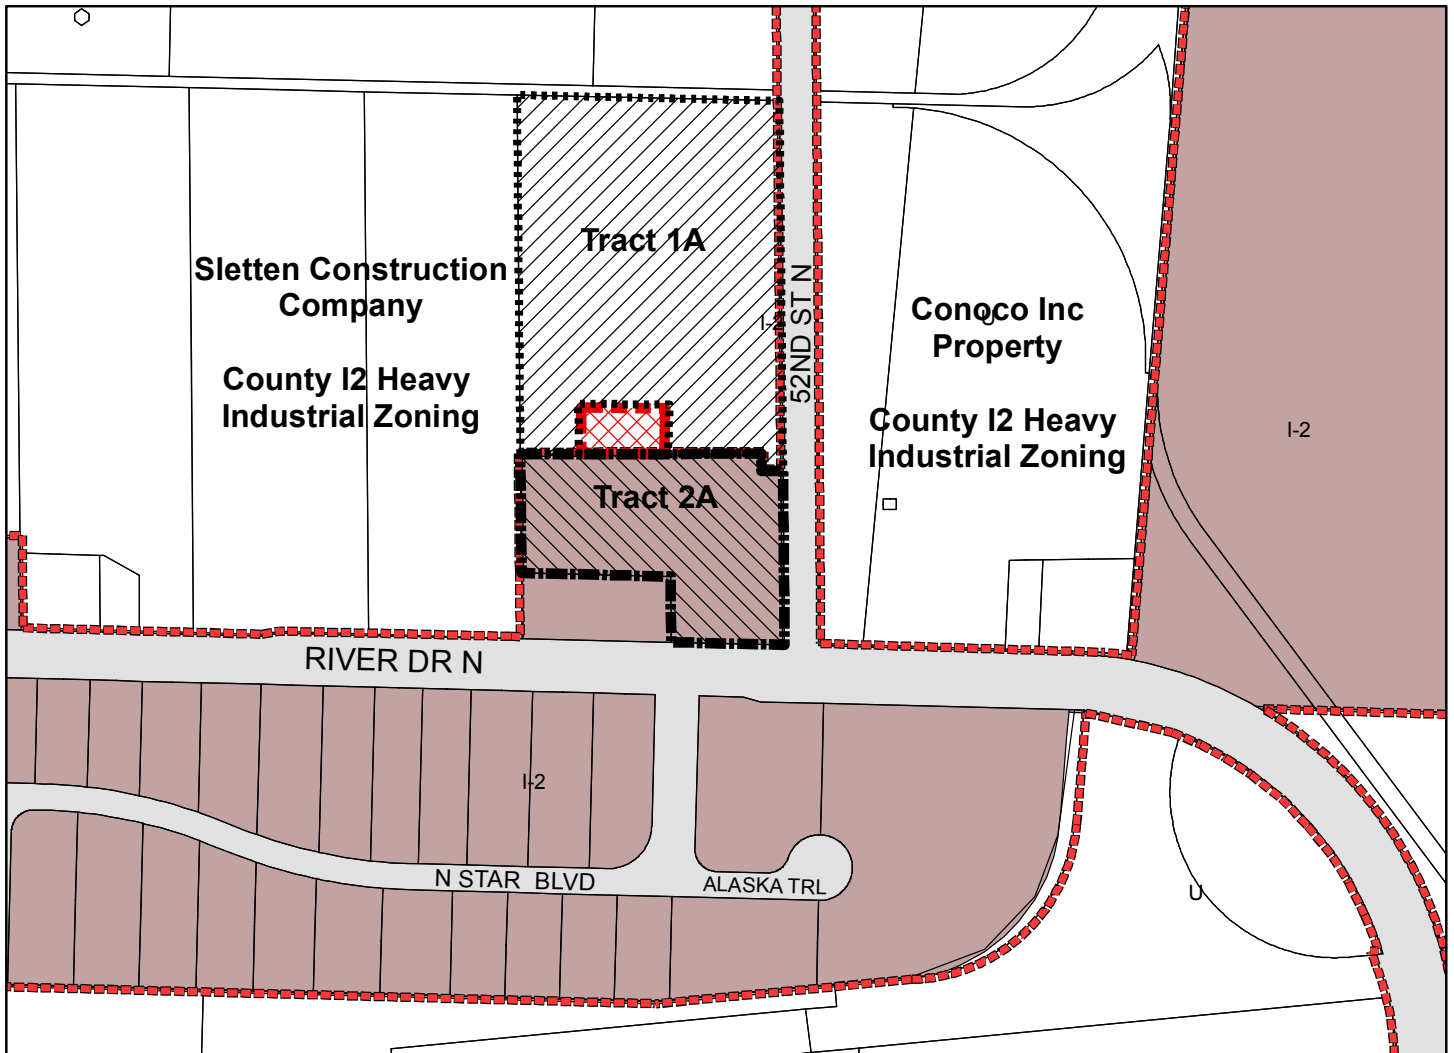 Tract 1A
Sletten Construction
Company
County I2 Heavy
Industrial Zoning
I-2
52ND ST N
Conoco Inc
U
Property
County I2 Heavy
Industrial Zoning
I-2
Tract 2A
RIVER DR N
I-2
N STAR BLVD
ALASKA TRL
U